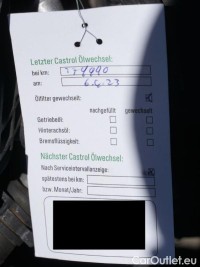 Letzter Castrol Ölwechsel:
bei km:
am: 6.6.23
Ölfilter gewechselt:
nachgefüllt gewechselt
Getriebeöl:
Hinterachsöl:
Bremsflüssigkeit:
Nächster Castrol Ölwechsel:
Nach Serviceintervallanzeige:
spätestens bei km:
bzw. Monat/Jahr:
CarOutlet.eu